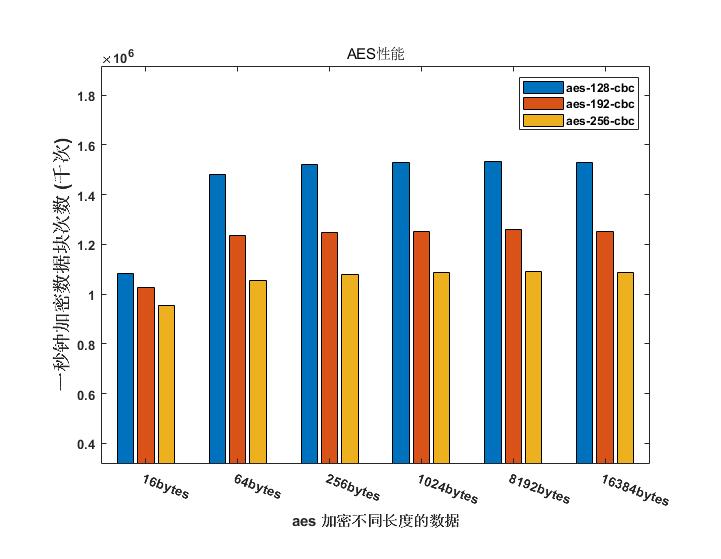 AES性能
×10⁶
1.8
1.6
1.4
1.2
1
0.8
0.6
0.4
一秒钟加密数据块次数 (千次)
aes-128-cbc
aes-192-cbc
aes-256-cbc
16bytes
64bytes
256bytes
1024bytes
8192bytes
16384bytes
aes 加密不同长度的数据